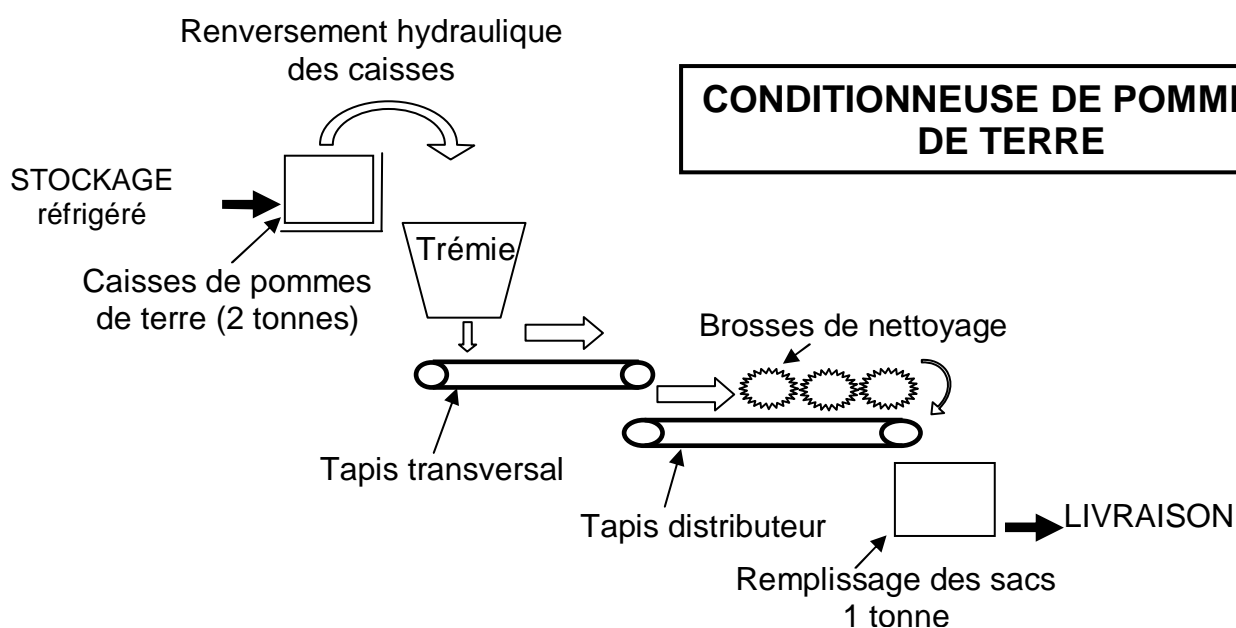 Renversement hydraulique
des caisses
CONDITIONNEUSE DE POMM
DE TERRE
STOCKAGE
réfrigéré
Trémie
Caisses de pommes
de terre (2 tonnes)
Brosses de nettoyage
Tapis transversal
Tapis distributeur
LIVRAISON
Remplissage des sacs
1 tonne